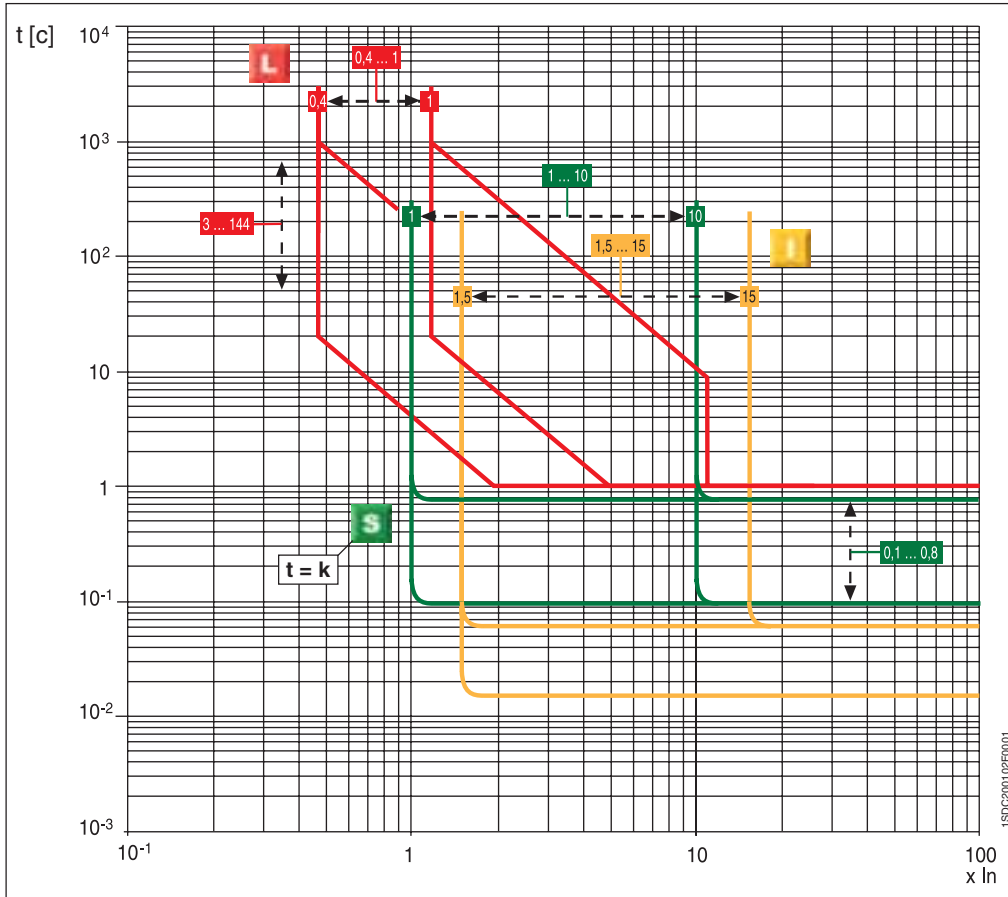 t [c]
10⁴
10³
10²
10
1
10⁻¹
10⁻²
10⁻³
L
0,4 ... 1
0,4
1
3 ... 144
1 ... 10
1
10
1,5 ... 15
I
1,5
15
S
t = k
0,1 ... 0,8
10⁻¹
1
10
100
x In
1SDC200102F0001